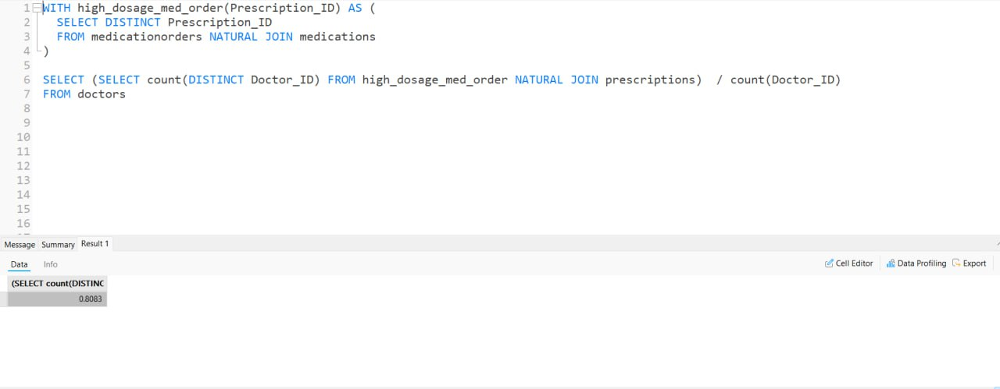 1 WITH high_dosage_med_order(Prescription_ID) AS (
2 SELECT DISTINCT Prescription_ID
3 FROM medicationorders NATURAL JOIN medications
4 )
5
6 SELECT (SELECT count(DISTINCT Doctor_ID) FROM high_dosage_med_order NATURAL JOIN prescriptions) / count(Doctor_ID)
7 FROM doctors
8
9
10
11
12
13
14
15
16
Message Summary Result 1
Data Info Cell Editor Data Profiling Export
(SELECT count(DISTINC
0.8083